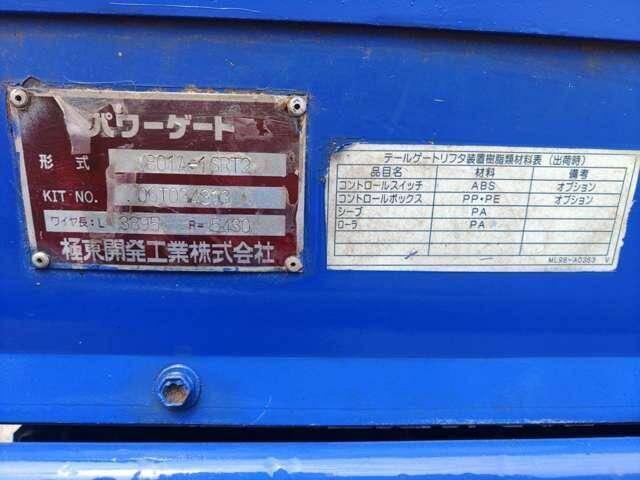 パワーゲート
形式
KIT NO.
ワイヤ長:L 3895 R= 5430
極東開発工業株式会社
テールゲートリフタ装置樹脂類材料表(出荷時)
品目名 材料 備考
コントロールスイッチ ABS オプション
コントロールボックス PP・PE オプション
シーブ PA
ローラ PA
ML98-A0353 V